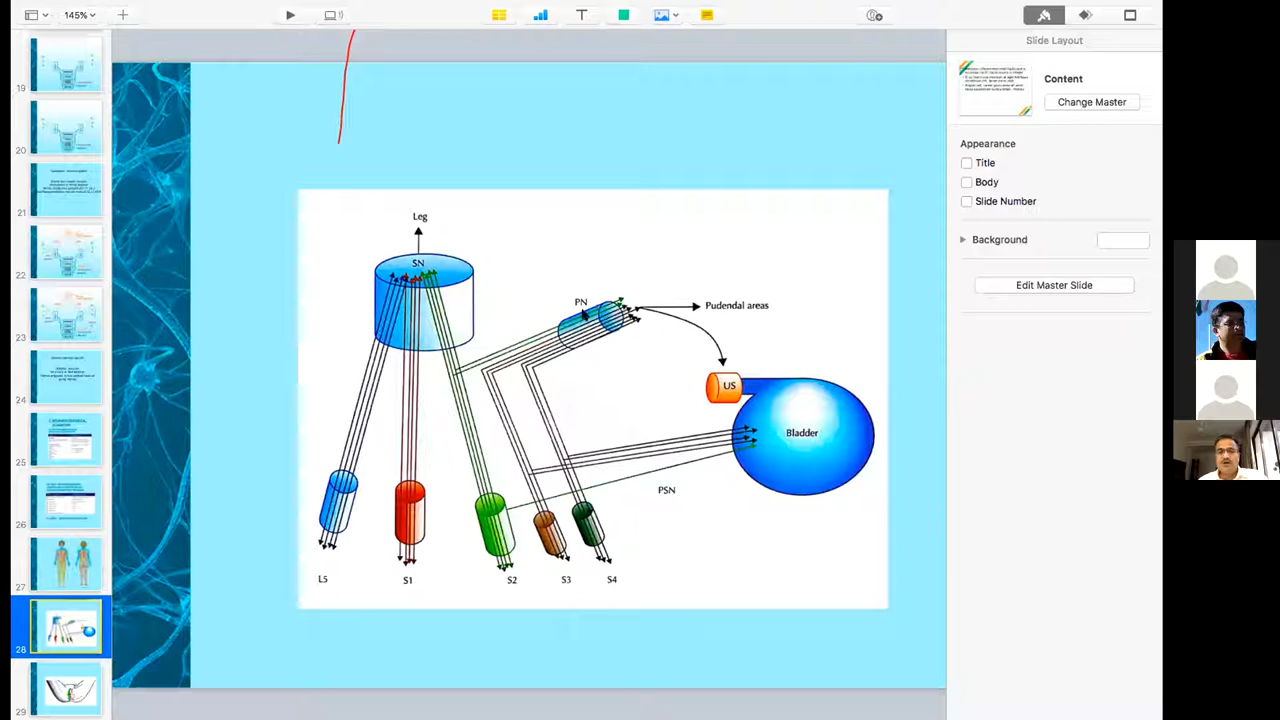 145%
Slide Layout
Content
Change Master
Appearance
Title
Body
Slide Number
Background
Edit Master Slide
19
20
21
22
23
24
25
26
27
28
29
Leg
SN
PN
Pudendal areas
US
Bladder
PSN
L5
S1
S2
S3
S4